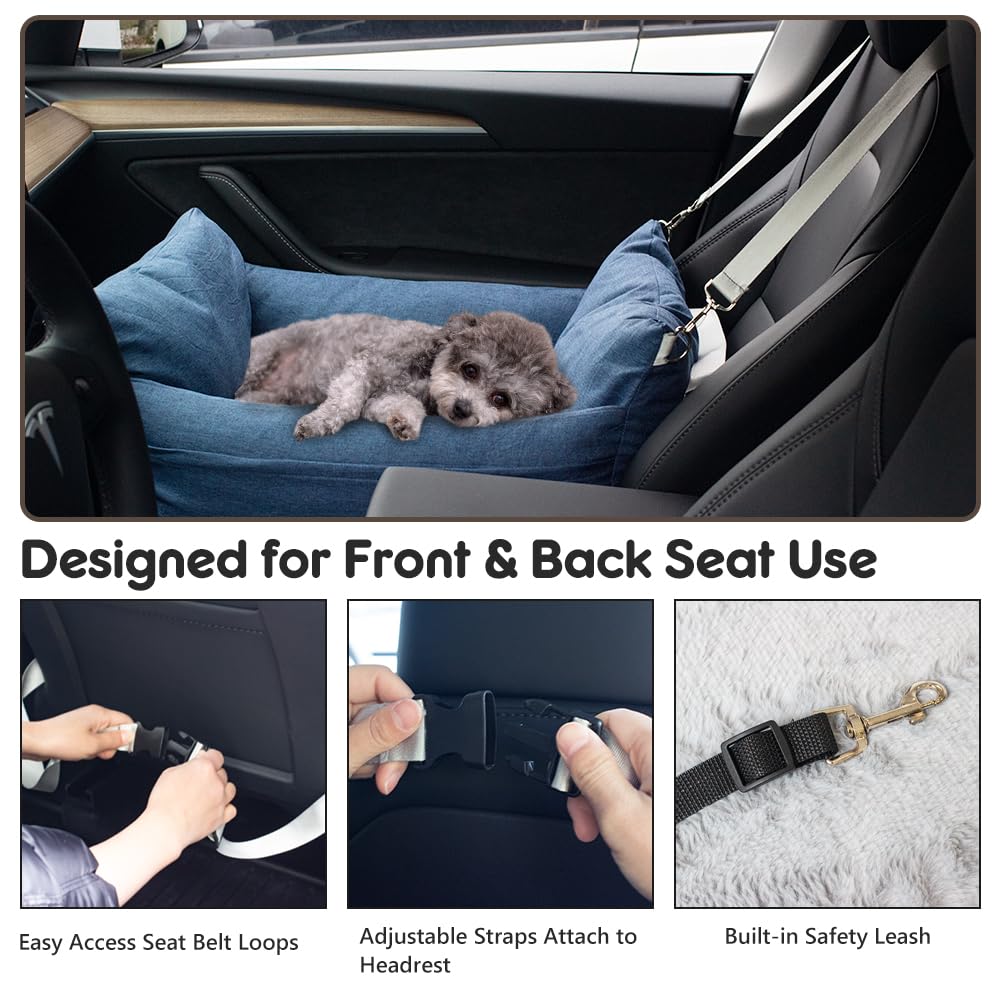 Designed for Front & Back Seat Use
Easy Access Seat Belt Loops
Adjustable Straps Attach to
Headrest
Built-in Safety Leash